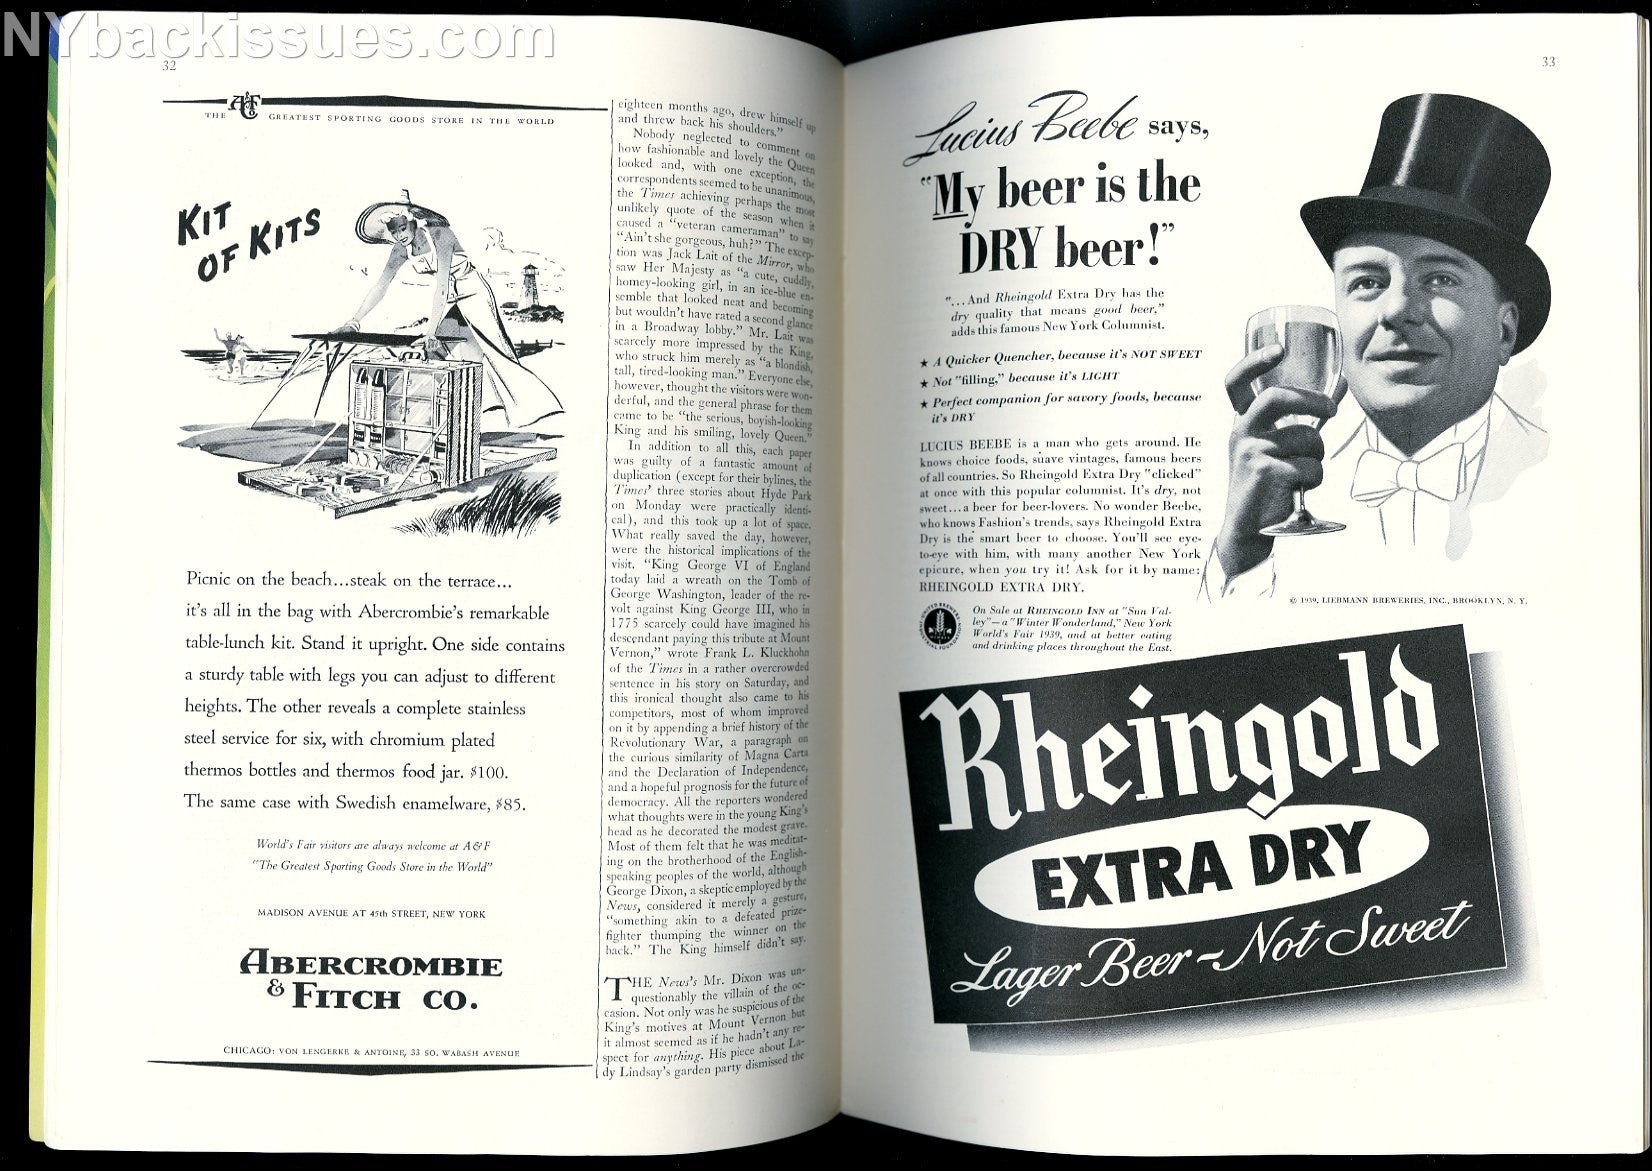 NYbackissues.com
32
THE A&F CO GREATEST SPORTING GOODS STORE IN THE WORLD
KIT
OF KITS
Picnic on the beach...steak on the terrace...
it's all in the bag with Abercrombie's remarkable
table-lunch kit. Stand it upright. One side contains
a sturdy table with legs you can adjust to different
heights. The other reveals a complete stainless
steel service for six, with chromium plated
thermos bottles and thermos food jar. $100.
The same case with Swedish enamelware, $85.
World's Fair visitors are always welcome at A&F
"The Greatest Sporting Goods Store in the World"
MADISON AVENUE AT 45th STREET, NEW YORK
ABERCROMBIE
& FITCH CO.
CHICAGO: VON LENGERKE & ANTOINE, 33 SO. WABASH AVENUE
eighteen months ago, drew himself up
and threw back his shoulders."
Nobody neglected to comment on
how fashionable and lovely the Queen
looked and, with one exception, the
correspondents seemed to be unanimous,
the Times achieving perhaps the most
unlikely quote of the season when it
caused a "veteran cameraman" to say
"Ain't she gorgeous, huh?" The excep-
tion was Jack Lait of the Mirror, who
saw Her Majesty as "a cute, cuddly,
homey-looking girl, in an ice-blue en-
semble that looked neat and becoming
but wouldn't have rated a second glance
in a Broadway lobby." Mr. Lait was
scarcely more impressed by the King,
who struck him merely as "a blondish,
tall, tired-looking man." Everyone else,
however, thought the visitors were won-
derful, and the general phrase for them
came to be "the serious, boyish-looking
King and his smiling, lovely Queen."
In addition to all this, each paper
was guilty of a fantastic amount of
duplication (except for their bylines, the
Times' three stories about Hyde Park
on Monday were practically identi-
cal), and this took up a lot of space.
What really saved the day, however,
were the historical implications of the
visit. "King George VI of England
today laid a wreath on the Tomb of
George Washington, leader of the re-
volt against King George III, who in
1775 scarcely could have imagined his
descendant paying this tribute at Mount
Vernon," wrote Frank L. Kluckhohn
of the Times in a rather overcrowded
sentence in his story on Saturday, and
this ironical thought also came to his
competitors, most of whom improved
on it by appending a brief history of the
Revolutionary War, a paragraph on
the curious similarity of Magna Carta
and the Declaration of Independence,
and a hopeful prognosis for the future of
democracy. All the reporters wondered
what thoughts were in the young King's
head as he decorated the modest grave.
Most of them felt that he was meditat-
ing on the brotherhood of the English-
speaking peoples of the world, although
George Dixon, a skeptic employed by the
News, considered it merely a gesture,
"something akin to a defeated prize-
fighter thumping the winner on the
back." The King himself didn't say.
THE News's Mr. Dixon was un-
questionably the villain of the oc-
casion. Not only was he suspicious of the
King's motives at Mount Vernon but
it almost seemed as if he hadn't any re-
spect for anything. His piece about La-
dy Lindsay's garden party dismissed the
33
Lucius Beebe says,
"My beer is the
DRY beer!"
"...And Rheingold Extra Dry has the
dry quality that means good beer,"
adds this famous New York Columnist.
★ A Quicker Quencher, because it's NOT SWEET
★ Not "filling," because it's LIGHT
★ Perfect companion for savory foods, because
it's DRY
LUCIUS BEEBE is a man who gets around. He
knows choice foods, suave vintages, famous beers
of all countries. So Rheingold Extra Dry "clicked"
at once with this popular columnist. It's dry, not
sweet...a beer for beer-lovers. No wonder Beebe,
who knows Fashion's trends, says Rheingold Extra
Dry is the smart beer to choose. You'll see eye-
to-eye with him, with many another New York
epicure, when you try it! Ask for it by name:
RHEINGOLD EXTRA DRY.
© 1939, LIEBMANN BREWERIES, INC., BROOKLYN, N. Y.
UNITED BREWERS INDUSTRIAL FOUNDATION
MEMBER
On Sale at RHEINGOLD INN at "Sun Val-
ley"—a "Winter Wonderland," New York
World's Fair 1939, and at better eating
and drinking places throughout the East.
Rheingold
EXTRA DRY
Lager Beer~Not Sweet